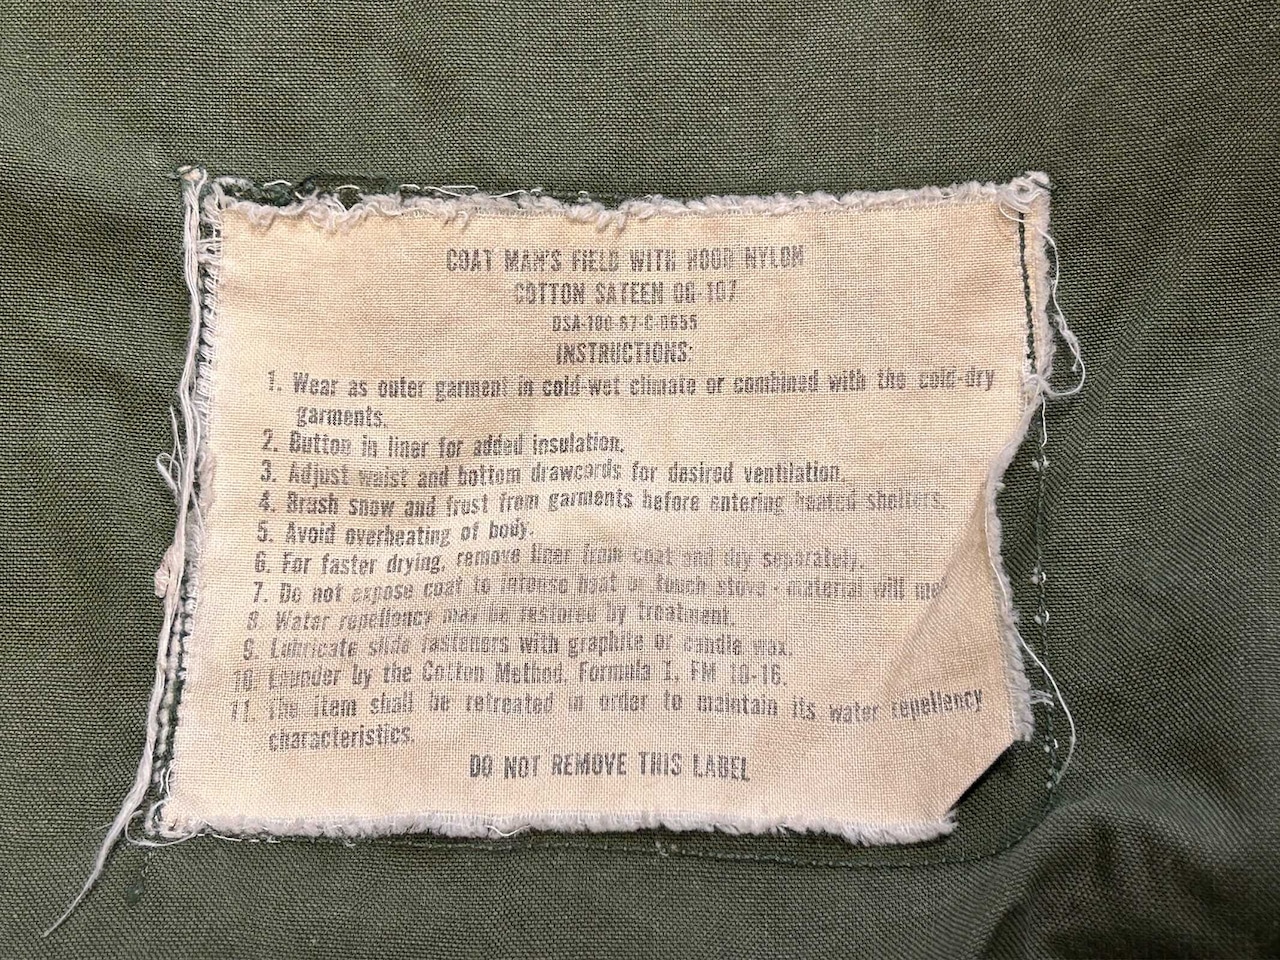 COAT MAN'S FIELD WITH HOOD NYLON
COTTON SATEEN OG-107
DSA-100-67-C-0655
INSTRUCTIONS:
1. Wear as outer garment in cold-wet climate or combined with the cold-dry
garments.
2. Button in liner for added insulation.
3. Adjust waist and bottom drawcords for desired ventilation.
4. Brush snow and frost from garments before entering heated shelters.
5. Avoid overheating of body.
6. For faster drying, remove liner from coat and dry separately.
7. Do not expose coat to intense heat or touch stove - material will
8. Water repellency may be restored by treatment.
9. Lubricate slide fasteners with graphite or candle wax.
10. Launder by the Cotton Method, Formula I, FM 10-16.
11. The item shall be retreated in order to maintain its water repellency
characteristics.
DO NOT REMOVE THIS LABEL